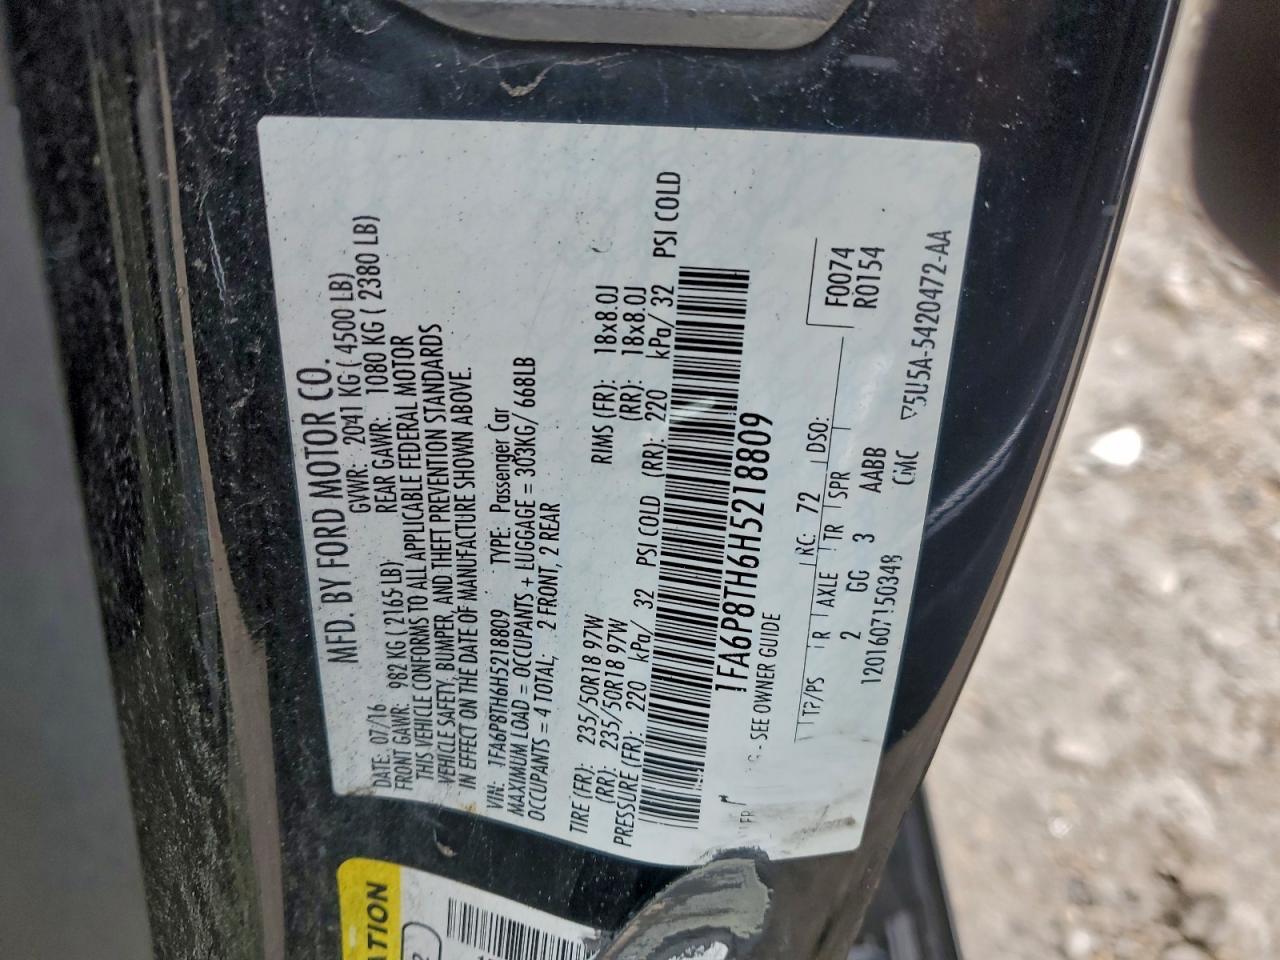 MFD. BY FORD MOTOR CO.
DATE: 07/16 GVWR: 2041 KG ( 4500 LB)
FRONT GAWR: 982 KG ( 2165 LB) REAR GAWR: 1080 KG ( 2380 LB)
THIS VEHICLE CONFORMS TO ALL APPLICABLE FEDERAL MOTOR
VEHICLE SAFETY, BUMPER, AND THEFT PREVENTION STANDARDS
IN EFFECT ON THE DATE OF MANUFACTURE SHOWN ABOVE.
VIN: 1FA6P8TH6H5218809 TYPE: Passenger Car
MAXIMUM LOAD = OCCUPANTS + LUGGAGE = 303KG/ 668LB
OCCUPANTS = 4 TOTAL, 2 FRONT, 2 REAR
TIRE (FR): 235/50R18 97W RIMS (FR): 18x8.0J
(RR): 235/50R18 97W (RR): 18x8.0J
PRESSURE (FR): 220 kPa/ 32 PSI COLD (RR): 220 kPa/ 32 PSI COLD
1FA6P8TH6H5218809
- SEE OWNER GUIDE
RC: 72 DSO: F0074
TP/PS R AXLE TR SPR R0154
2 GG 3 AABB
1201607150348 CMC ▽5U5A-5420472-AA
ATION